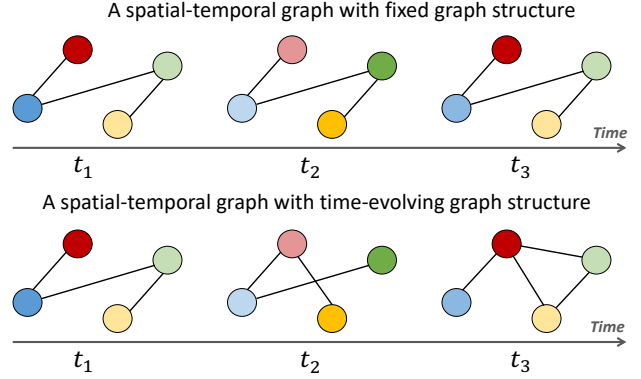 A spatial-temporal graph with fixed graph structure
Time
t1 t2 t3
A spatial-temporal graph with time-evolving graph structure
Time
t1 t2 t3